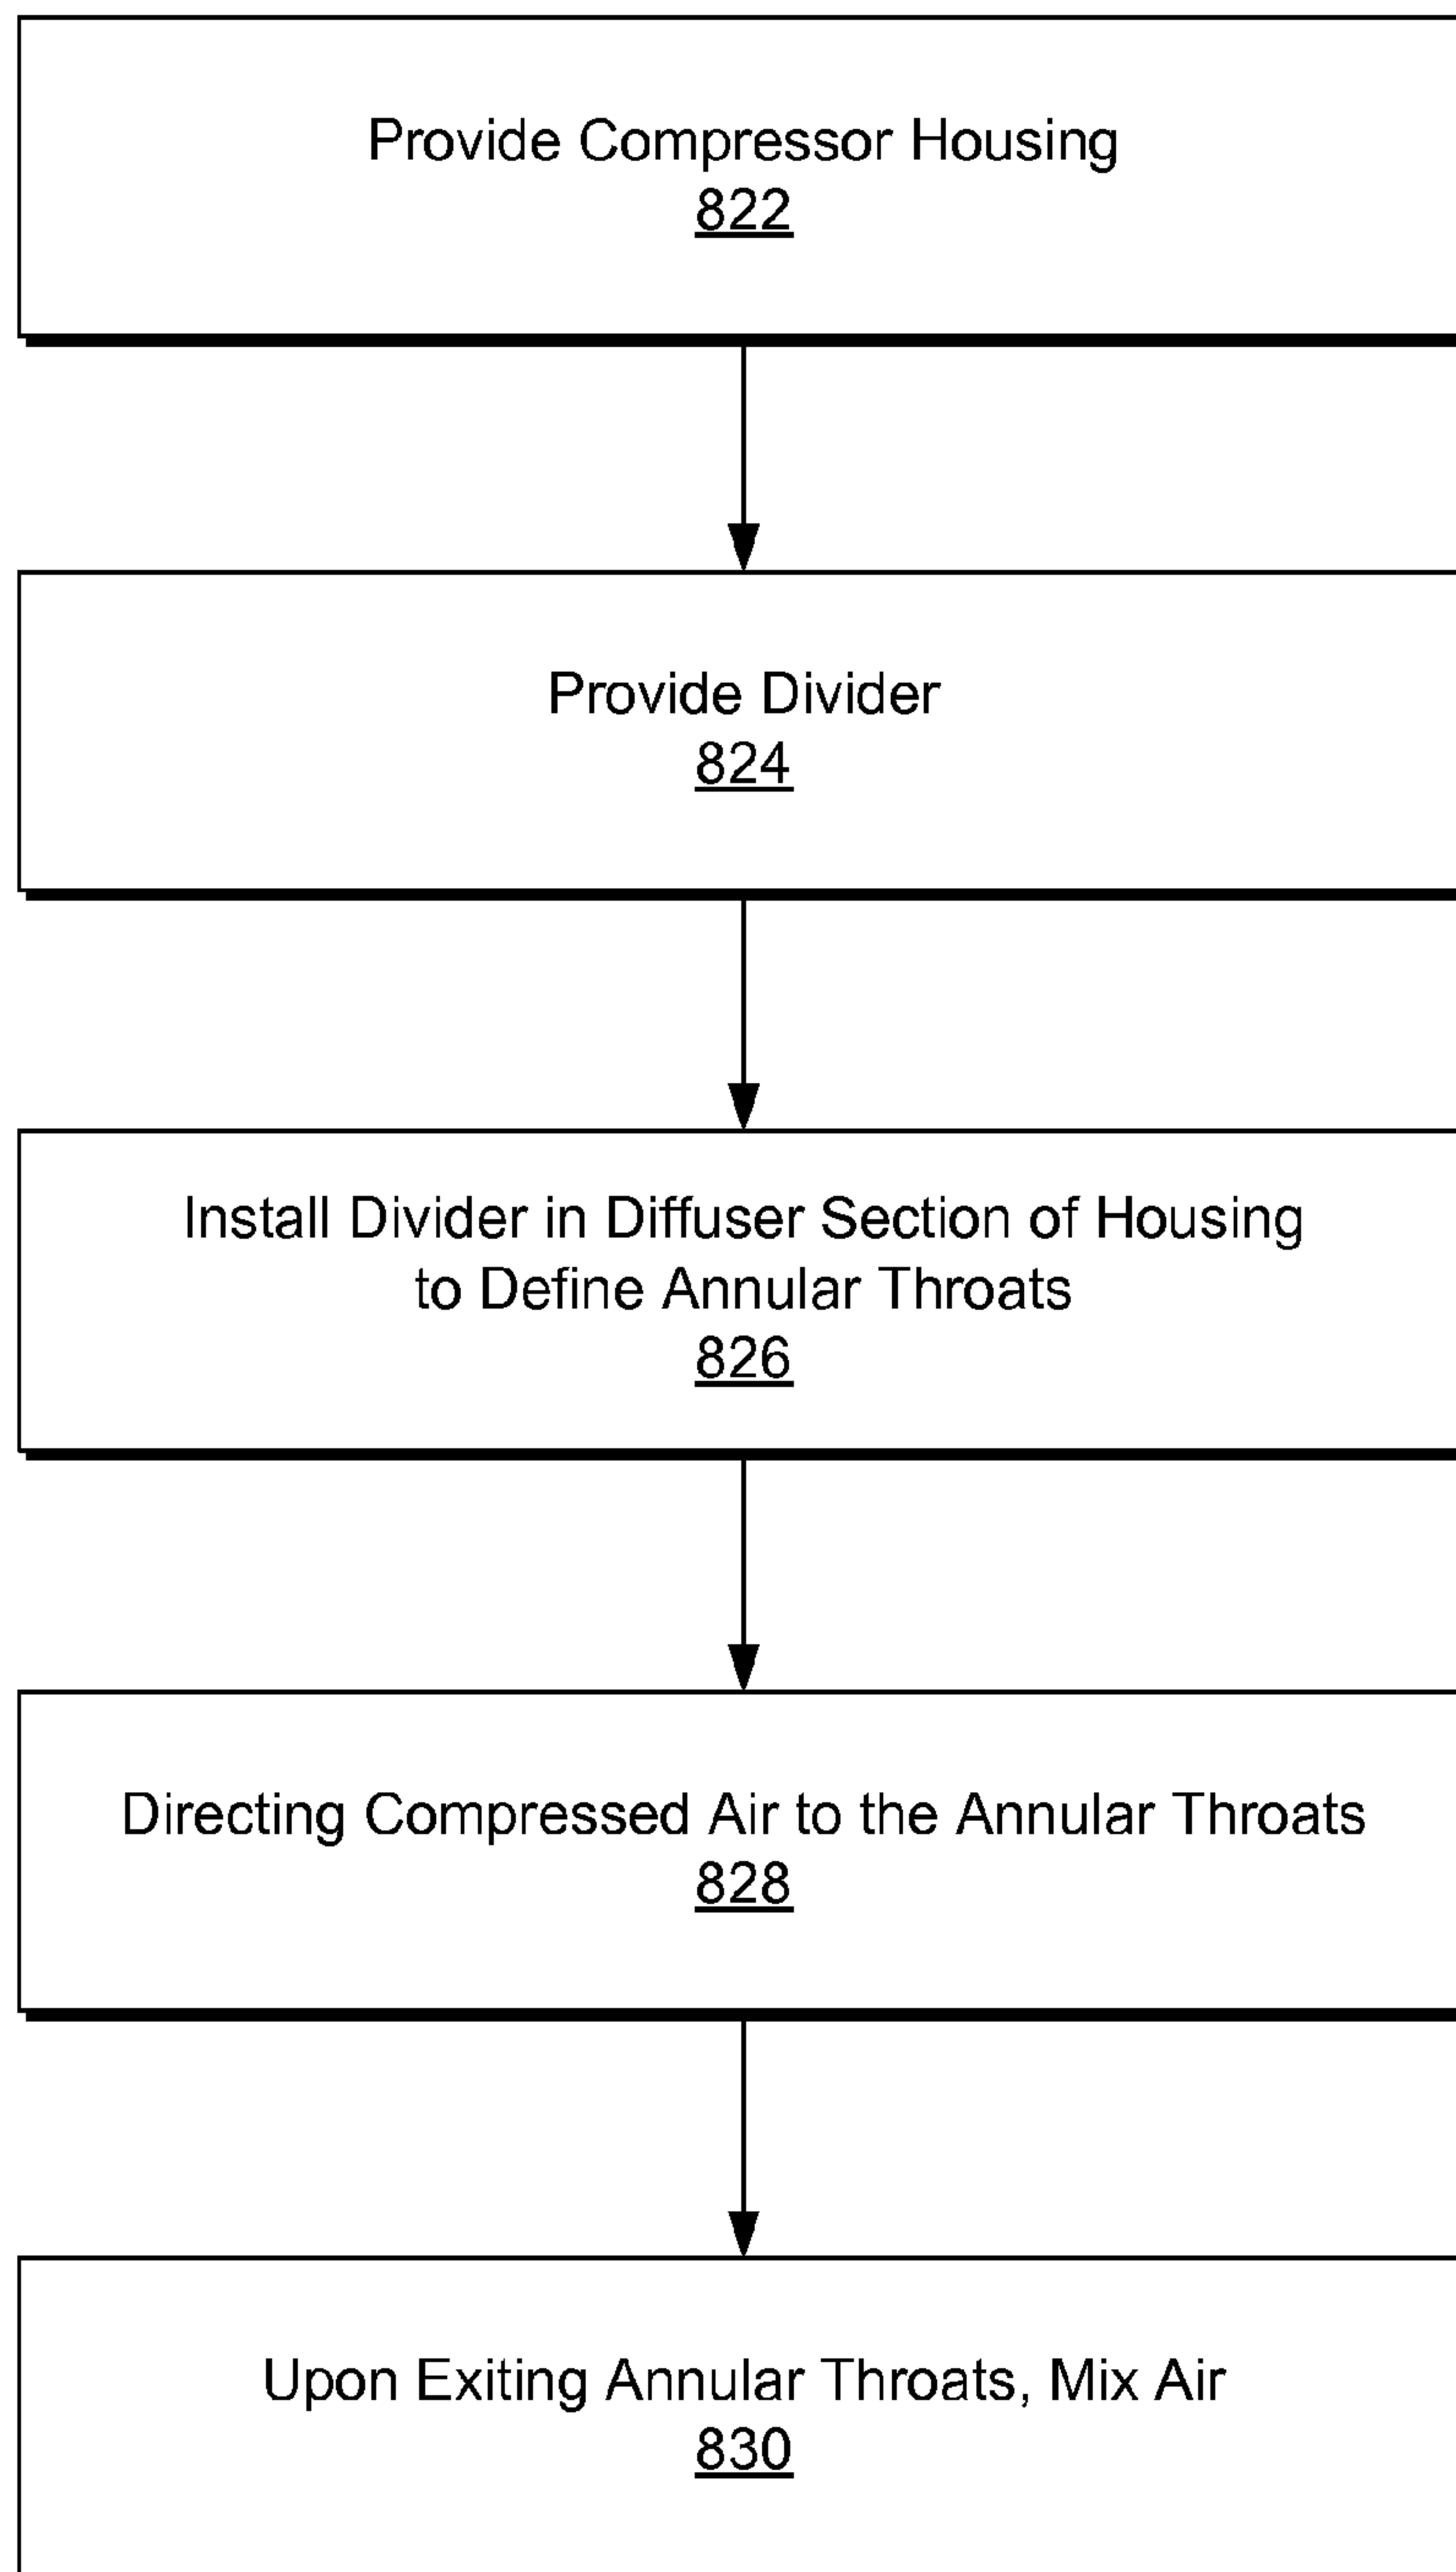 Provide Compressor Housing
822
Provide Divider
824
Install Divider in Diffuser Section of Housing
to Define Annular Throats
826
Directing Compressed Air to the Annular Throats
828
Upon Exiting Annular Throats, Mix Air
830